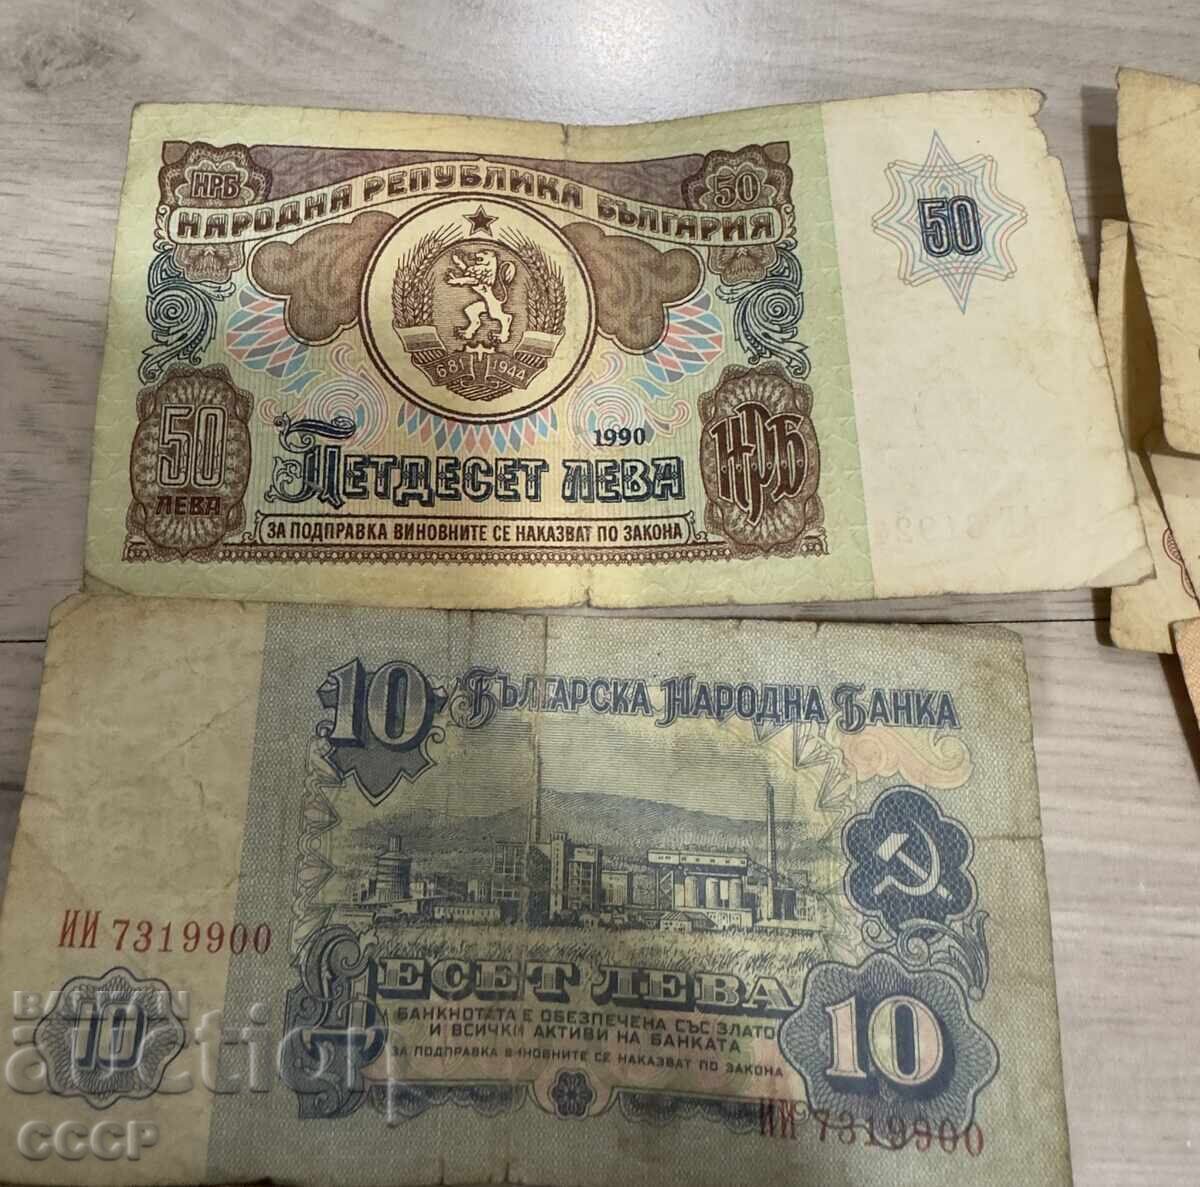 НРБ
50
НАРОДНА РЕПУБЛИКА БЪЛГАРИЯ
50
681 1944
50
ЛЕВА
1990
ПЕТДЕСЕТ ЛЕВА
НРБ
ЗА ПОДПРАВКА ВИНОВНИТЕ СЕ НАКАЗВАТ ПО ЗАКОНА
10
БЪЛГАРСКА НАРОДНА БАНКА
ИИ 7319900
ДЕСЕТ ЛЕВА
БАНКНОТАТА Е ОБЕЗПЕЧЕНА СЪС ЗЛАТО
И ВСИЧКИ АКТИВИ НА БАНКАТА
ЗА ПОДПРАВКА ВИНОВНИТЕ СЕ НАКАЗВАТ ПО ЗАКОНА
10
10
ИИ 7319900
BALKAN
auction
СССР